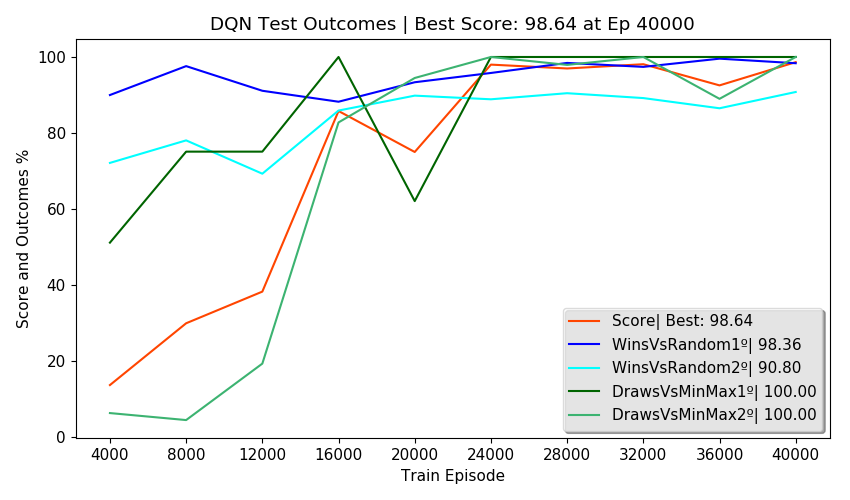 DQN Test Outcomes | Best Score: 98.64 at Ep 40000
Score and Outcomes %
100
80
60
40
20
0
Score| Best: 98.64
WinsVsRandom1º| 98.36
WinsVsRandom2º| 90.80
DrawsVsMinMax1º| 100.00
DrawsVsMinMax2º| 100.00
4000 8000 12000 16000 20000 24000 28000 32000 36000 40000
Train Episode